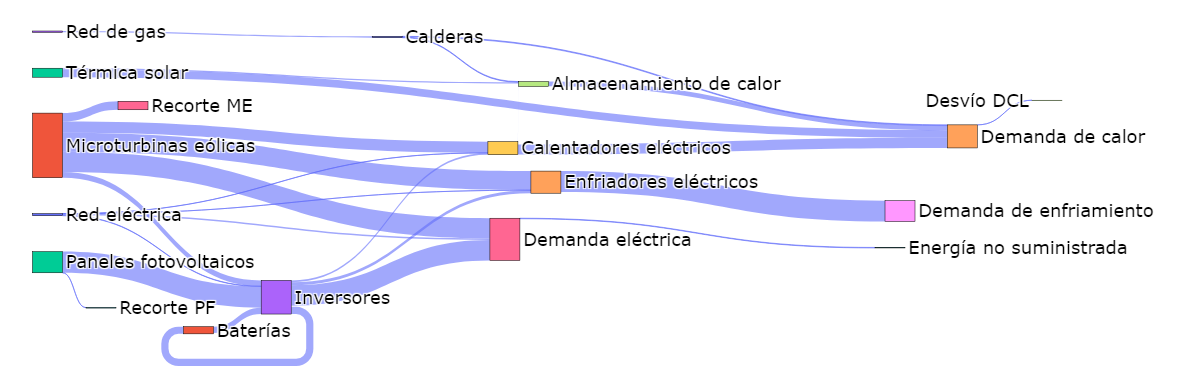 Red de gas
Calderas
Térmica solar
Almacenamiento de calor
Desvío DCL
Recorte ME
Demanda de calor
Microturbinas eólicas
Calentadores eléctricos
Enfriadores eléctricos
Red eléctrica
Demanda de enfriamiento
Demanda eléctrica
Energía no suministrada
Paneles fotovoltaicos
Inversores
Recorte PF
Baterías